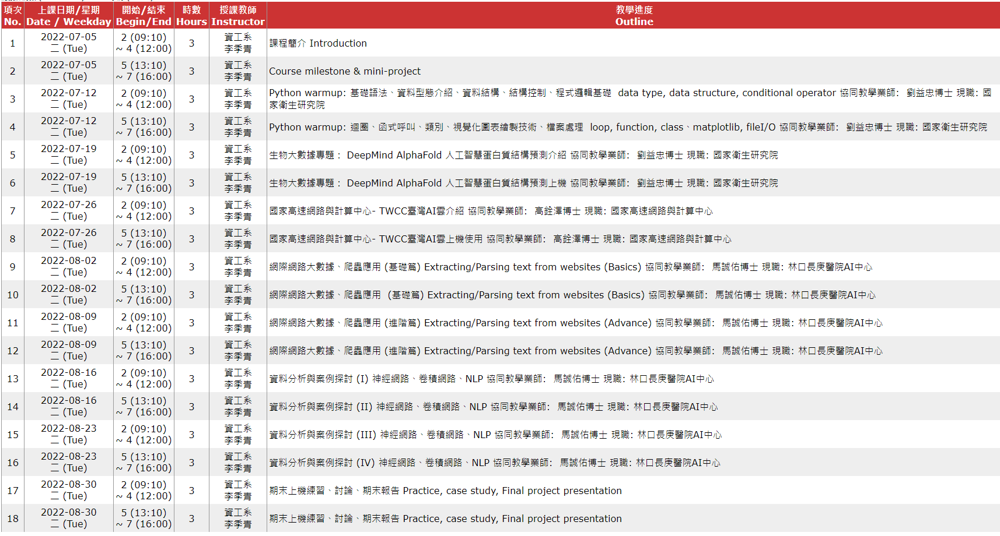 項次 上課日期/星期 開始/結束 時數 授課教師 教學進度
No. Date / Weekday Begin/End Hours Instructor Outline
1 2022-07-05 二 (Tue) 2 (09:10) ~ 4 (12:00) 3 資工系 李季青 課程簡介 Introduction
2 2022-07-05 二 (Tue) 5 (13:10) ~ 7 (16:00) 3 資工系 李季青 Course milestone & mini-project
3 2022-07-12 二 (Tue) 2 (09:10) ~ 4 (12:00) 3 資工系 李季青 Python warmup: 基礎語法、資料型態介紹、資料結構、結構控制、程式邏輯基礎 data type, data structure, conditional operator 協同教學業師: 劉益忠博士 現職: 國
家衛生研究院
4 2022-07-12 二 (Tue) 5 (13:10) ~ 7 (16:00) 3 資工系 李季青 Python warmup: 迴圈、函式呼叫、類別、視覺化圖表繪製技術、檔案處理 loop, function, class、matplotlib, fileI/O 協同教學業師: 劉益忠博士 現職: 國家衛生研究院
5 2022-07-19 二 (Tue) 2 (09:10) ~ 4 (12:00) 3 資工系 李季青 生物大數據專題 : DeepMind AlphaFold 人工智慧蛋白質結構預測介紹 協同教學業師: 劉益忠博士 現職: 國家衛生研究院
6 2022-07-19 二 (Tue) 5 (13:10) ~ 7 (16:00) 3 資工系 李季青 生物大數據專題 : DeepMind AlphaFold 人工智慧蛋白質結構預測上機 協同教學業師: 劉益忠博士 現職: 國家衛生研究院
7 2022-07-26 二 (Tue) 2 (09:10) ~ 4 (12:00) 3 資工系 李季青 國家高速網路與計算中心- TWCC臺灣AI雲介紹 協同教學業師: 高銓澤博士 現職: 國家高速網路與計算中心
8 2022-07-26 二 (Tue) 5 (13:10) ~ 7 (16:00) 3 資工系 李季青 國家高速網路與計算中心- TWCC臺灣AI雲上機使用 協同教學業師: 高銓澤博士 現職: 國家高速網路與計算中心
9 2022-08-02 二 (Tue) 2 (09:10) ~ 4 (12:00) 3 資工系 李季青 網際網路大數據、爬蟲應用 (基礎篇) Extracting/Parsing text from websites (Basics) 協同教學業師: 馬誠佑博士 現職: 林口長庚醫院AI中心
10 2022-08-02 二 (Tue) 5 (13:10) ~ 7 (16:00) 3 資工系 李季青 網際網路大數據、爬蟲應用 (基礎篇) Extracting/Parsing text from websites (Basics) 協同教學業師: 馬誠佑博士 現職: 林口長庚醫院AI中心
11 2022-08-09 二 (Tue) 2 (09:10) ~ 4 (12:00) 3 資工系 李季青 網際網路大數據、爬蟲應用 (進階篇) Extracting/Parsing text from websites (Advance) 協同教學業師: 馬誠佑博士 現職: 林口長庚醫院AI中心
12 2022-08-09 二 (Tue) 5 (13:10) ~ 7 (16:00) 3 資工系 李季青 網際網路大數據、爬蟲應用 (進階篇) Extracting/Parsing text from websites (Advance) 協同教學業師: 馬誠佑博士 現職: 林口長庚醫院AI中心
13 2022-08-16 二 (Tue) 2 (09:10) ~ 4 (12:00) 3 資工系 李季青 資料分析與案例探討 (I) 神經網路、卷積網路、NLP 協同教學業師: 馬誠佑博士 現職: 林口長庚醫院AI中心
14 2022-08-16 二 (Tue) 5 (13:10) ~ 7 (16:00) 3 資工系 李季青 資料分析與案例探討 (II) 神經網路、卷積網路、NLP 協同教學業師: 馬誠佑博士 現職: 林口長庚醫院AI中心
15 2022-08-23 二 (Tue) 2 (09:10) ~ 4 (12:00) 3 資工系 李季青 資料分析與案例探討 (III) 神經網路、卷積網路、NLP 協同教學業師: 馬誠佑博士 現職: 林口長庚醫院AI中心
16 2022-08-23 二 (Tue) 5 (13:10) ~ 7 (16:00) 3 資工系 李季青 資料分析與案例探討 (IV) 神經網路、卷積網路、NLP 協同教學業師: 馬誠佑博士 現職: 林口長庚醫院AI中心
17 2022-08-30 二 (Tue) 2 (09:10) ~ 4 (12:00) 3 資工系 李季青 期末上機練習、討論、期末報告 Practice, case study, Final project presentation
18 2022-08-30 二 (Tue) 5 (13:10) ~ 7 (16:00) 3 資工系 李季青 期末上機練習、討論、期末報告 Practice, case study, Final project presentation